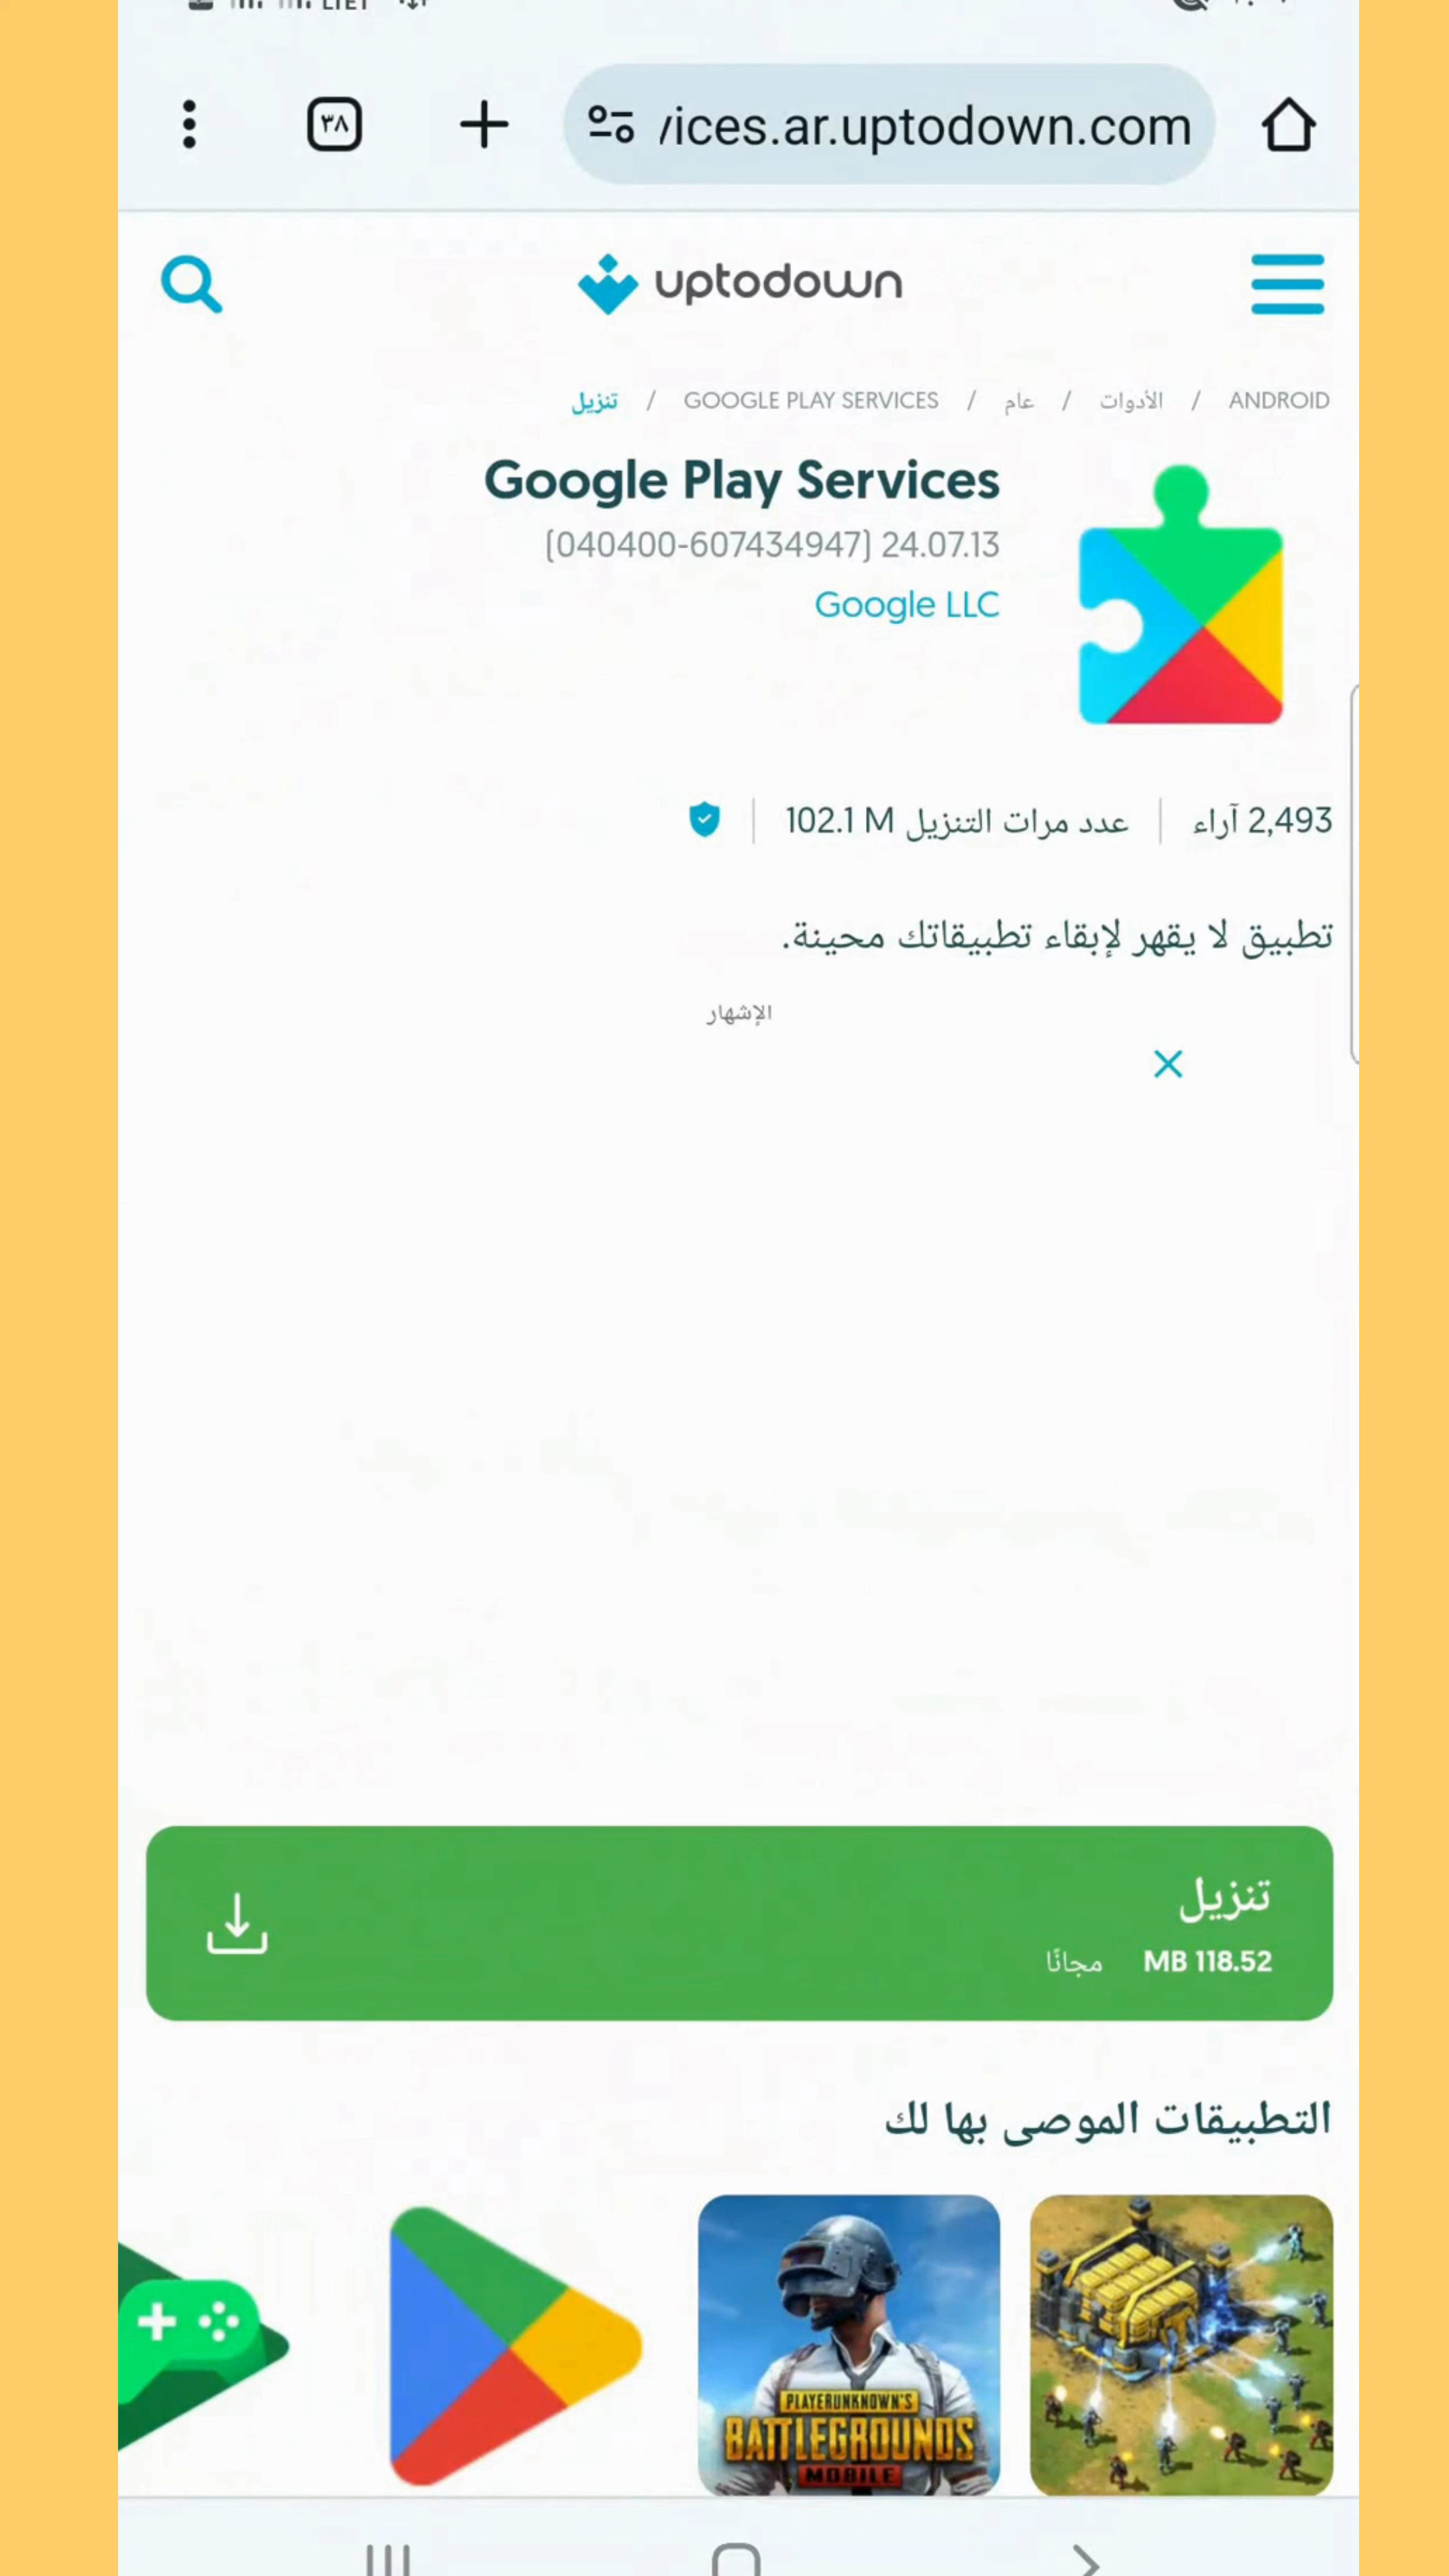 ٣٨
/ices.ar.uptodown.com
uptodown
ANDROID / الأدوات / عام / GOOGLE PLAY SERVICES / تنزيل
Google Play Services
24.07.13 (040400-607434947)
Google LLC
2,493 آراء | عدد مرات التنزيل 102.1 M
تطبيق لا يقهر لإبقاء تطبيقاتك محينة.
الإشهار
تنزيل
118.52 MB مجانًا
التطبيقات الموصى بها لك
PLAYERUNKNOWN'S
BATTLEGROUNDS
MOBILE